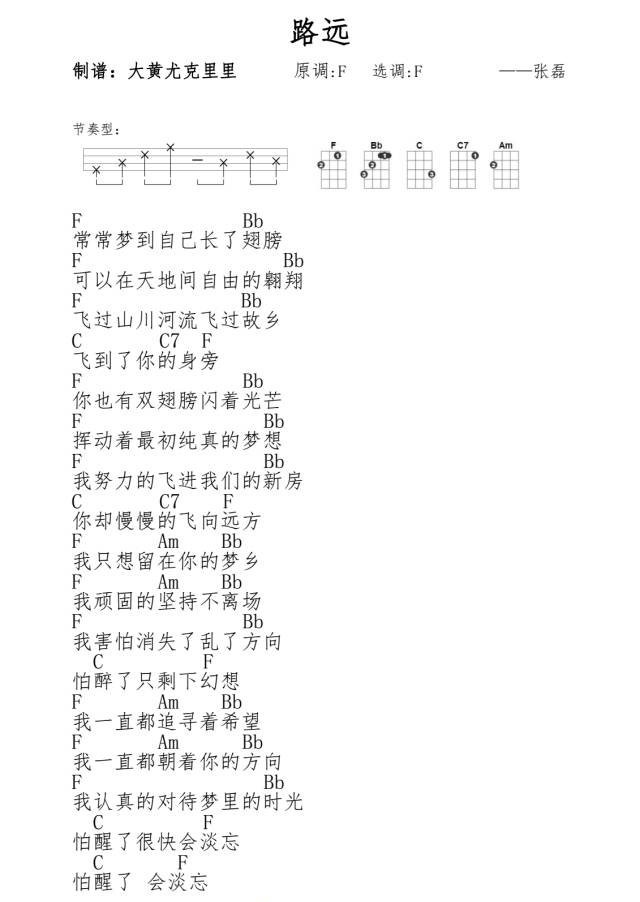 路远
制谱：大黄尤克里里 原调:F 选调:F ——张磊
节奏型：
F Bb C C7 Am
F Bb
常常梦到自己长了翅膀
F Bb
可以在天地间自由的翱翔
F Bb
飞过山川河流飞过故乡
C C7 F
飞到了你的身旁
F Bb
你也有双翅膀闪着光芒
F Bb
挥动着最初纯真的梦想
F Bb
我努力的飞进我们的新房
C C7 F
你却慢慢的飞向远方
F Am Bb
我只想留在你的梦乡
F Am Bb
我顽固的坚持不离场
F Bb
我害怕消失了乱了方向
C F
怕醉了只剩下幻想
F Am Bb
我一直都追寻着希望
F Am Bb
我一直都朝着你的方向
F Bb
我认真的对待梦里的时光
C F
怕醒了很快会淡忘
C F
怕醒了 会淡忘